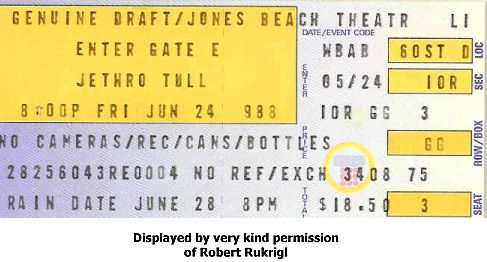 GENUINE DRAFT/JONES BEACH THEATR LI
DATE/EVENT CODE
ENTER GATE E WBAB GOST D LOC
JETHRO TULL ENTER 05/24 IOR SEC
8:00P FRI JUN 24 988 IOR GG 3
NO CAMERAS/REC/CANS/BOTTLES PRICE GG ROW/BOX
28256043RE0004 NO REF/EXCH 3408 75
RAIN DATE JUNE 28 8PM TOTAL $18.50 3 SEAT
Displayed by very kind permission
of Robert Rukrigl